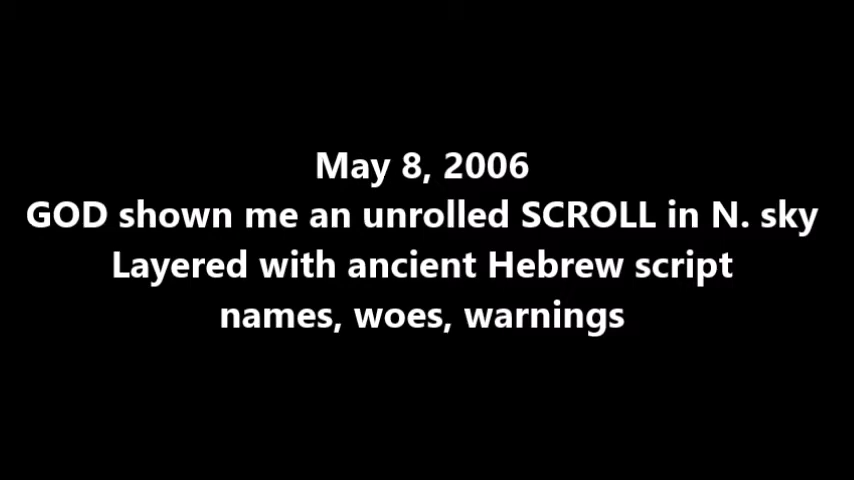 May 8, 2006
GOD shown me an unrolled SCROLL in N. sky
Layered with ancient Hebrew script
names, woes, warnings